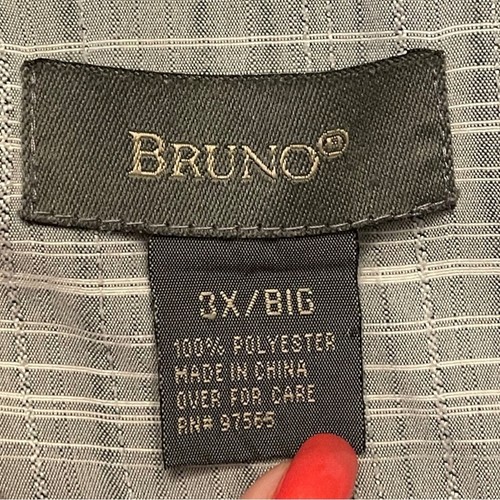 BRUNO®
3X/BIG
100% POLYESTER
MADE IN CHINA
OVER FOR CARE
RN# 97565